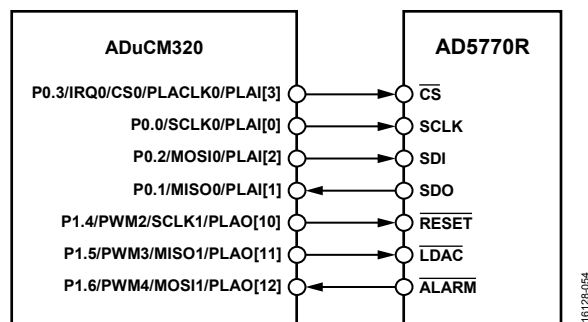 ADuCM320 AD5770R
P0.3/IRQ0/CS0/PLACLK0/PLAI[3] CS
P0.0/SCLK0/PLAI[0] SCLK
P0.2/MOSI0/PLAI[2] SDI
P0.1/MISO0/PLAI[1] SDO
P1.4/PWM2/SCLK1/PLAO[10] RESET
P1.5/PWM3/MISO1/PLAO[11] LDAC
P1.6/PWM4/MOSI1/PLAO[12] ALARM
16128-054